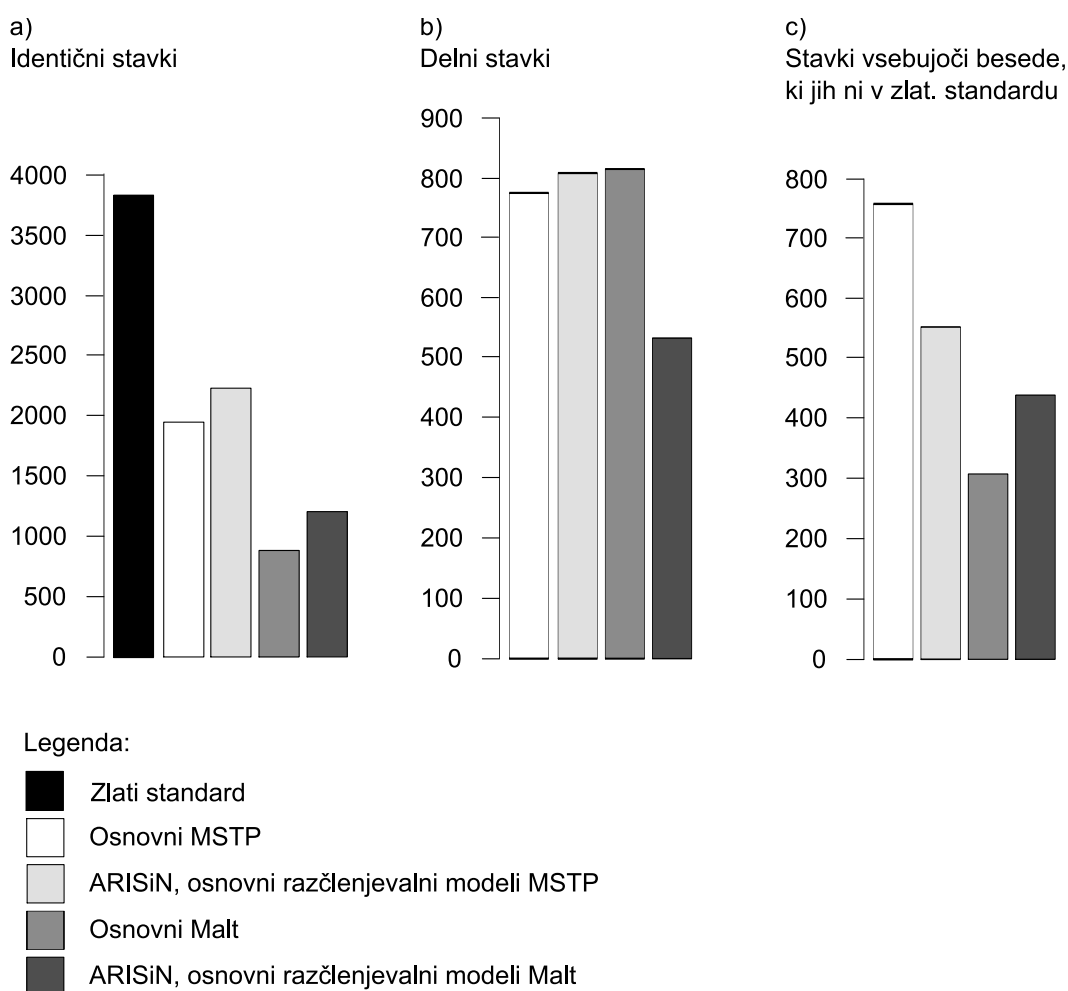 a)
Identični stavki
4000
3500
3000
2500
2000
1500
1000
500
0
b)
Delni stavki
900
800
700
600
500
400
300
200
100
0
c)
Stavki vsebujoči besede,
ki jih ni v zlat. standardu
800
700
600
500
400
300
200
100
0
Legenda:
Zlati standard
Osnovni MSTP
ARISiN, osnovni razčlenjevalni modeli MSTP
Osnovni Malt
ARISiN, osnovni razčlenjevalni modeli Malt